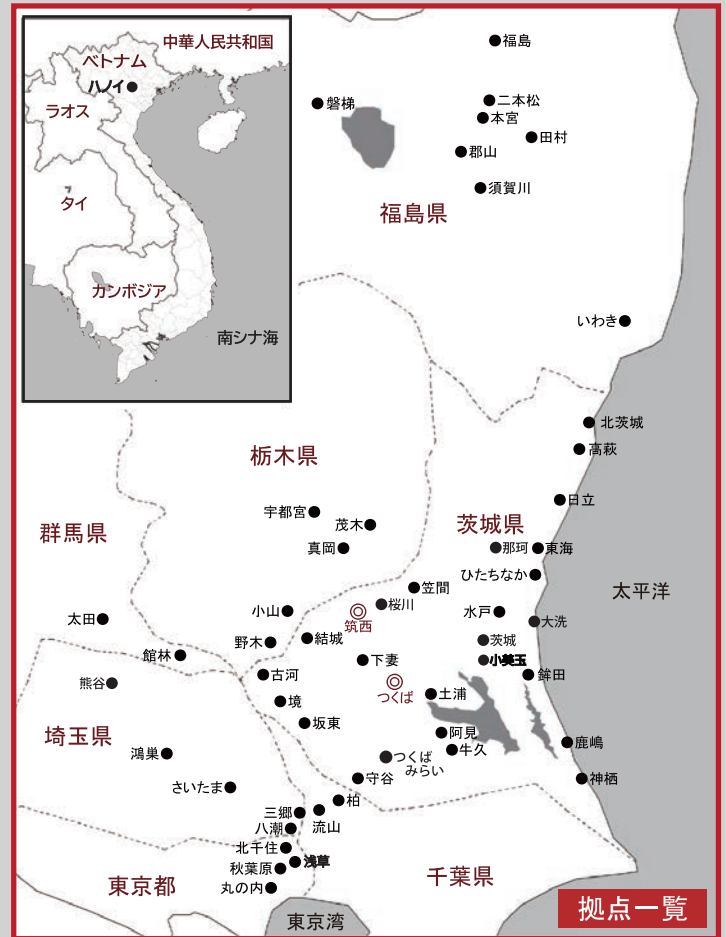 中華人民共和国
ベトナム
ハノイ
ラオス
タイ
カンボジア
南シナ海
福島
二本松
磐梯
本宮
田村
郡山
須賀川
福島県
いわき
北茨城
高萩
栃木県
日立
宇都宮
茂木
茨城県
群馬県
真岡
那珂
東海
ひたちなか
太平洋
笠間
桜川
小山
筑西
水戸
大洗
太田
結城
野木
茨城
館林
下妻
小美玉
古河
鉾田
熊谷
つくば
土浦
境
坂東
埼玉県
阿見
鹿嶋
牛久
鴻巣
つくば
みらい
守谷
神栖
さいたま
柏
三郷
流山
八潮
北千住
浅草
秋葉原
千葉県
東京都
丸の内
拠点一覧
東京湾